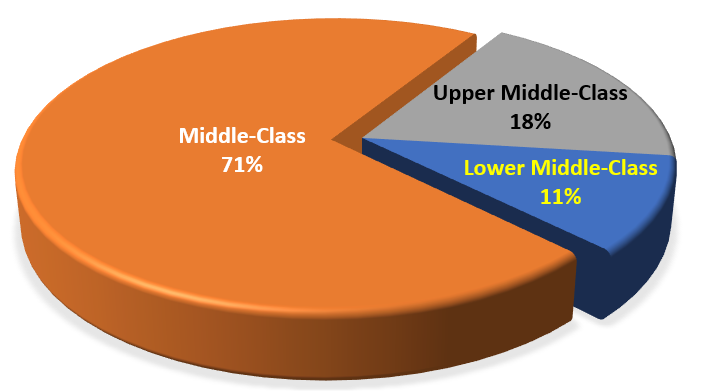 Upper Middle-Class
18%
Middle-Class
71%
Lower Middle-Class
11%